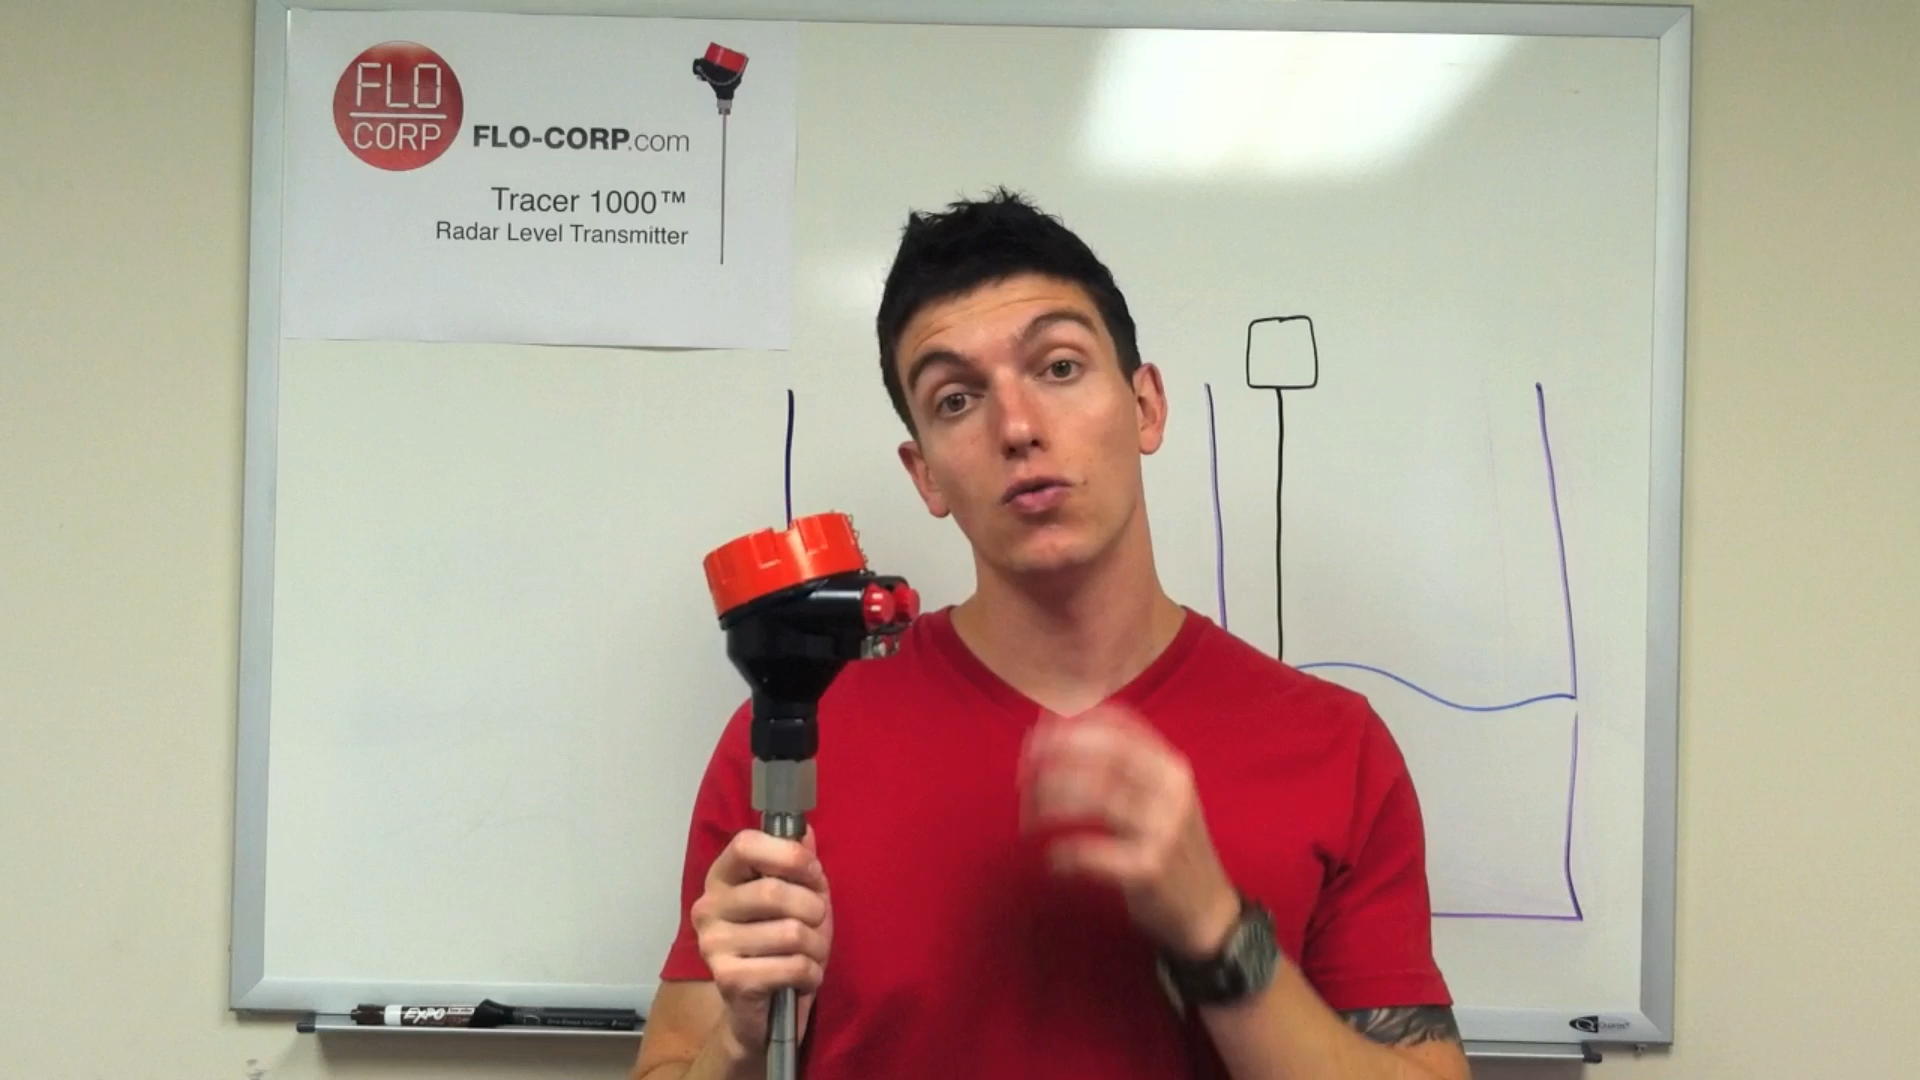 FLO
CORP
FLO-CORP.com
Tracer 1000™
Radar Level Transmitter
EXPO